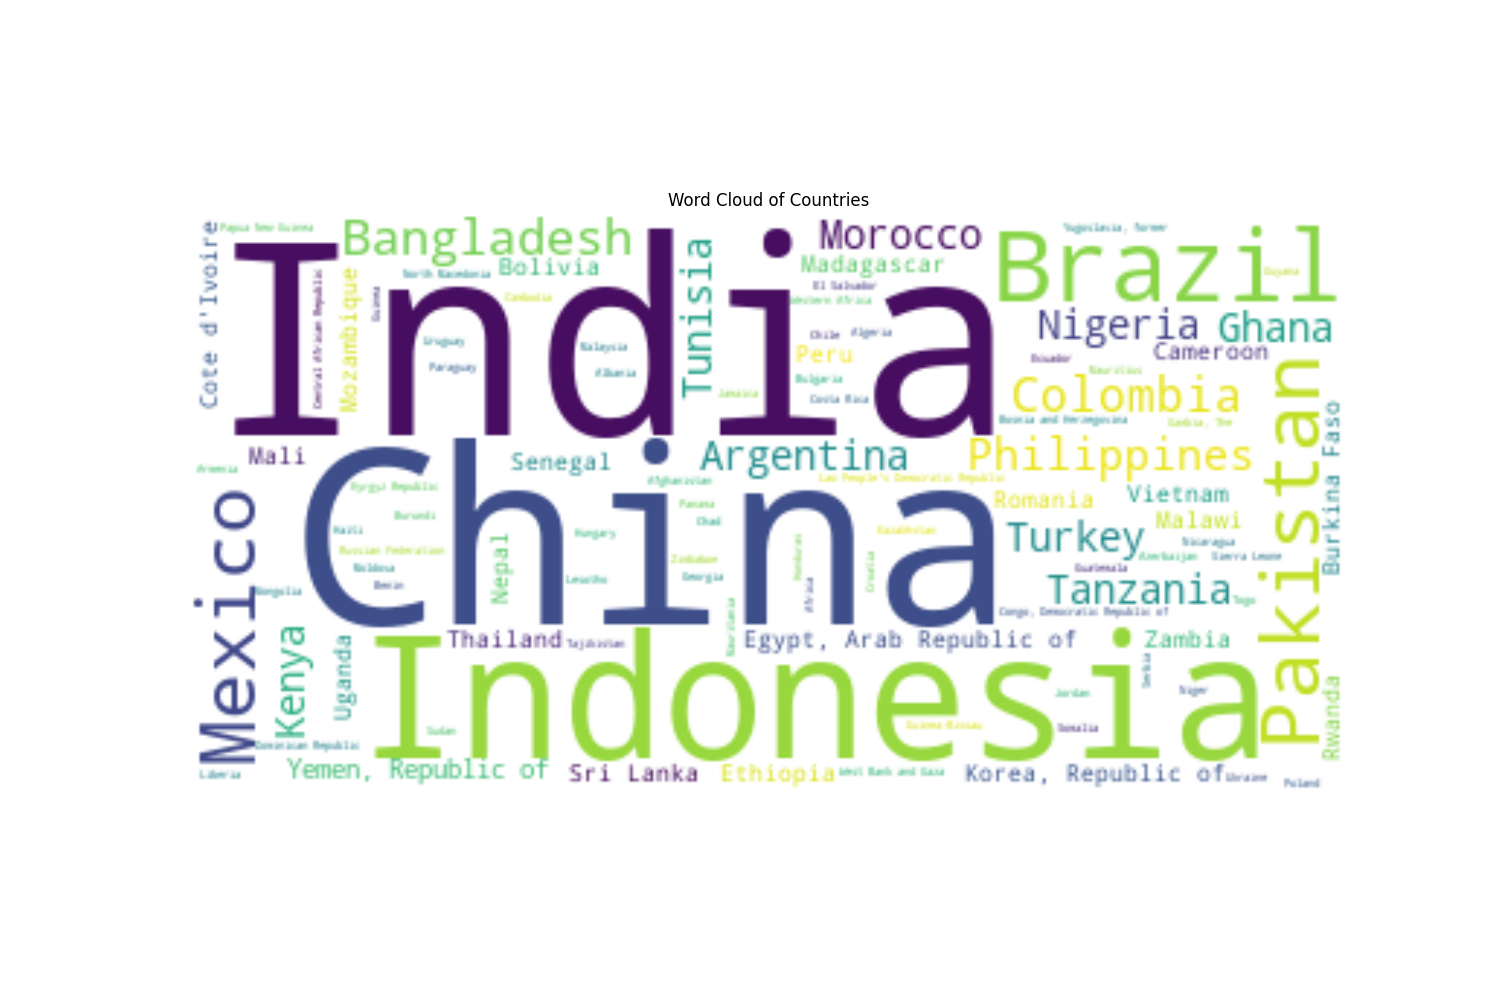 Word Cloud of Countries
Papua New Guinea
Cote d'Ivoire
Bangladesh
Morocco
Yugoslavia, former
Brazil
India
Tunisia
Bolivia
North Macedonia
Mozambique
Central African Republic
Guinea
Cambodia
Madagascar
El Salvador
Western Africa
Guyana
Nigeria
Ghana
Uruguay
Malaysia
Chile
Algeria
Peru
Ecuador
Cameroon
Paraguay
Albania
Bulgaria
Mauritius
Jamaica
Costa Rica
Colombia
Pakistan
Burkina Faso
Bosnia and Herzegovina
Gambia, The
Mali
Armenia
Senegal
Argentina
Philippines
China
Kyrgyz Republic
Afghanistan
Lao People's Democratic Republic
Mexico
Romania
Vietnam
Panama
Burundi
Chad
Malawi
Haiti
Hungary
Kazakhstan
Turkey
Nicaragua
Russian Federation
Nepal
Zimbabwe
Honduras
Croatia
Azerbaijan
Sierra Leone
Moldova
Guatemala
Benin
Lesotho
Georgia
Africa
Tanzania
Mongolia
Togo
Mauritania
Congo, Democratic Republic of
Kenya
Uganda
Thailand
Tajikistan
Egypt, Arab Republic of
Zambia
Indonesia
Serbia
Jordan
Niger
Rwanda
Sudan
Guinea-Bissau
Somalia
Dominican Republic
Liberia
Yemen, Republic of
Sri Lanka
Ethiopia
West Bank and Gaza
Korea, Republic of
Ukraine
Poland